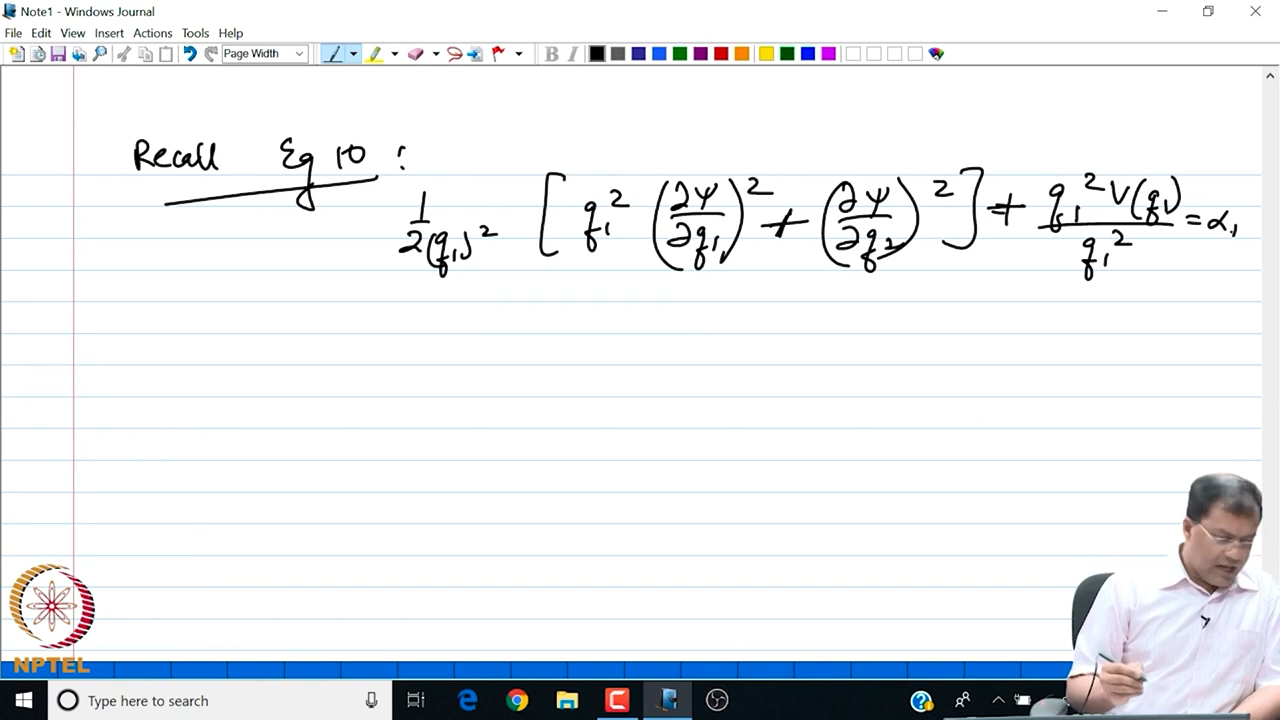 Note1 - Windows Journal
File Edit View Insert Actions Tools Help
Page Width
Recall Eq 10 :
1/2(q₁)² [ q₁² (∂ψ/∂q₁)² + (∂ψ/∂q₂)² ] + q₁² V(q₁)/q₁² = α₁
NPTEL
Type here to search